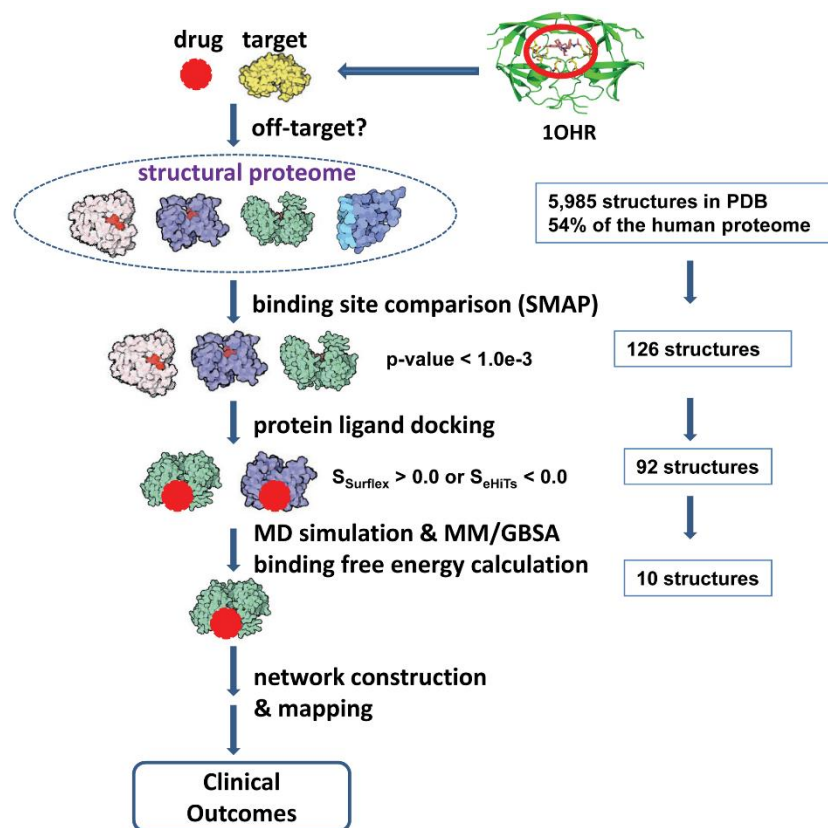 drug target
1OHR
off-target?
structural proteome
5,985 structures in PDB
54% of the human proteome
binding site comparison (SMAP)
p-value < 1.0e-3
126 structures
protein ligand docking
S_Surflex > 0.0 or S_eHiTs < 0.0
92 structures
MD simulation & MM/GBSA
binding free energy calculation
10 structures
network construction
& mapping
Clinical
Outcomes